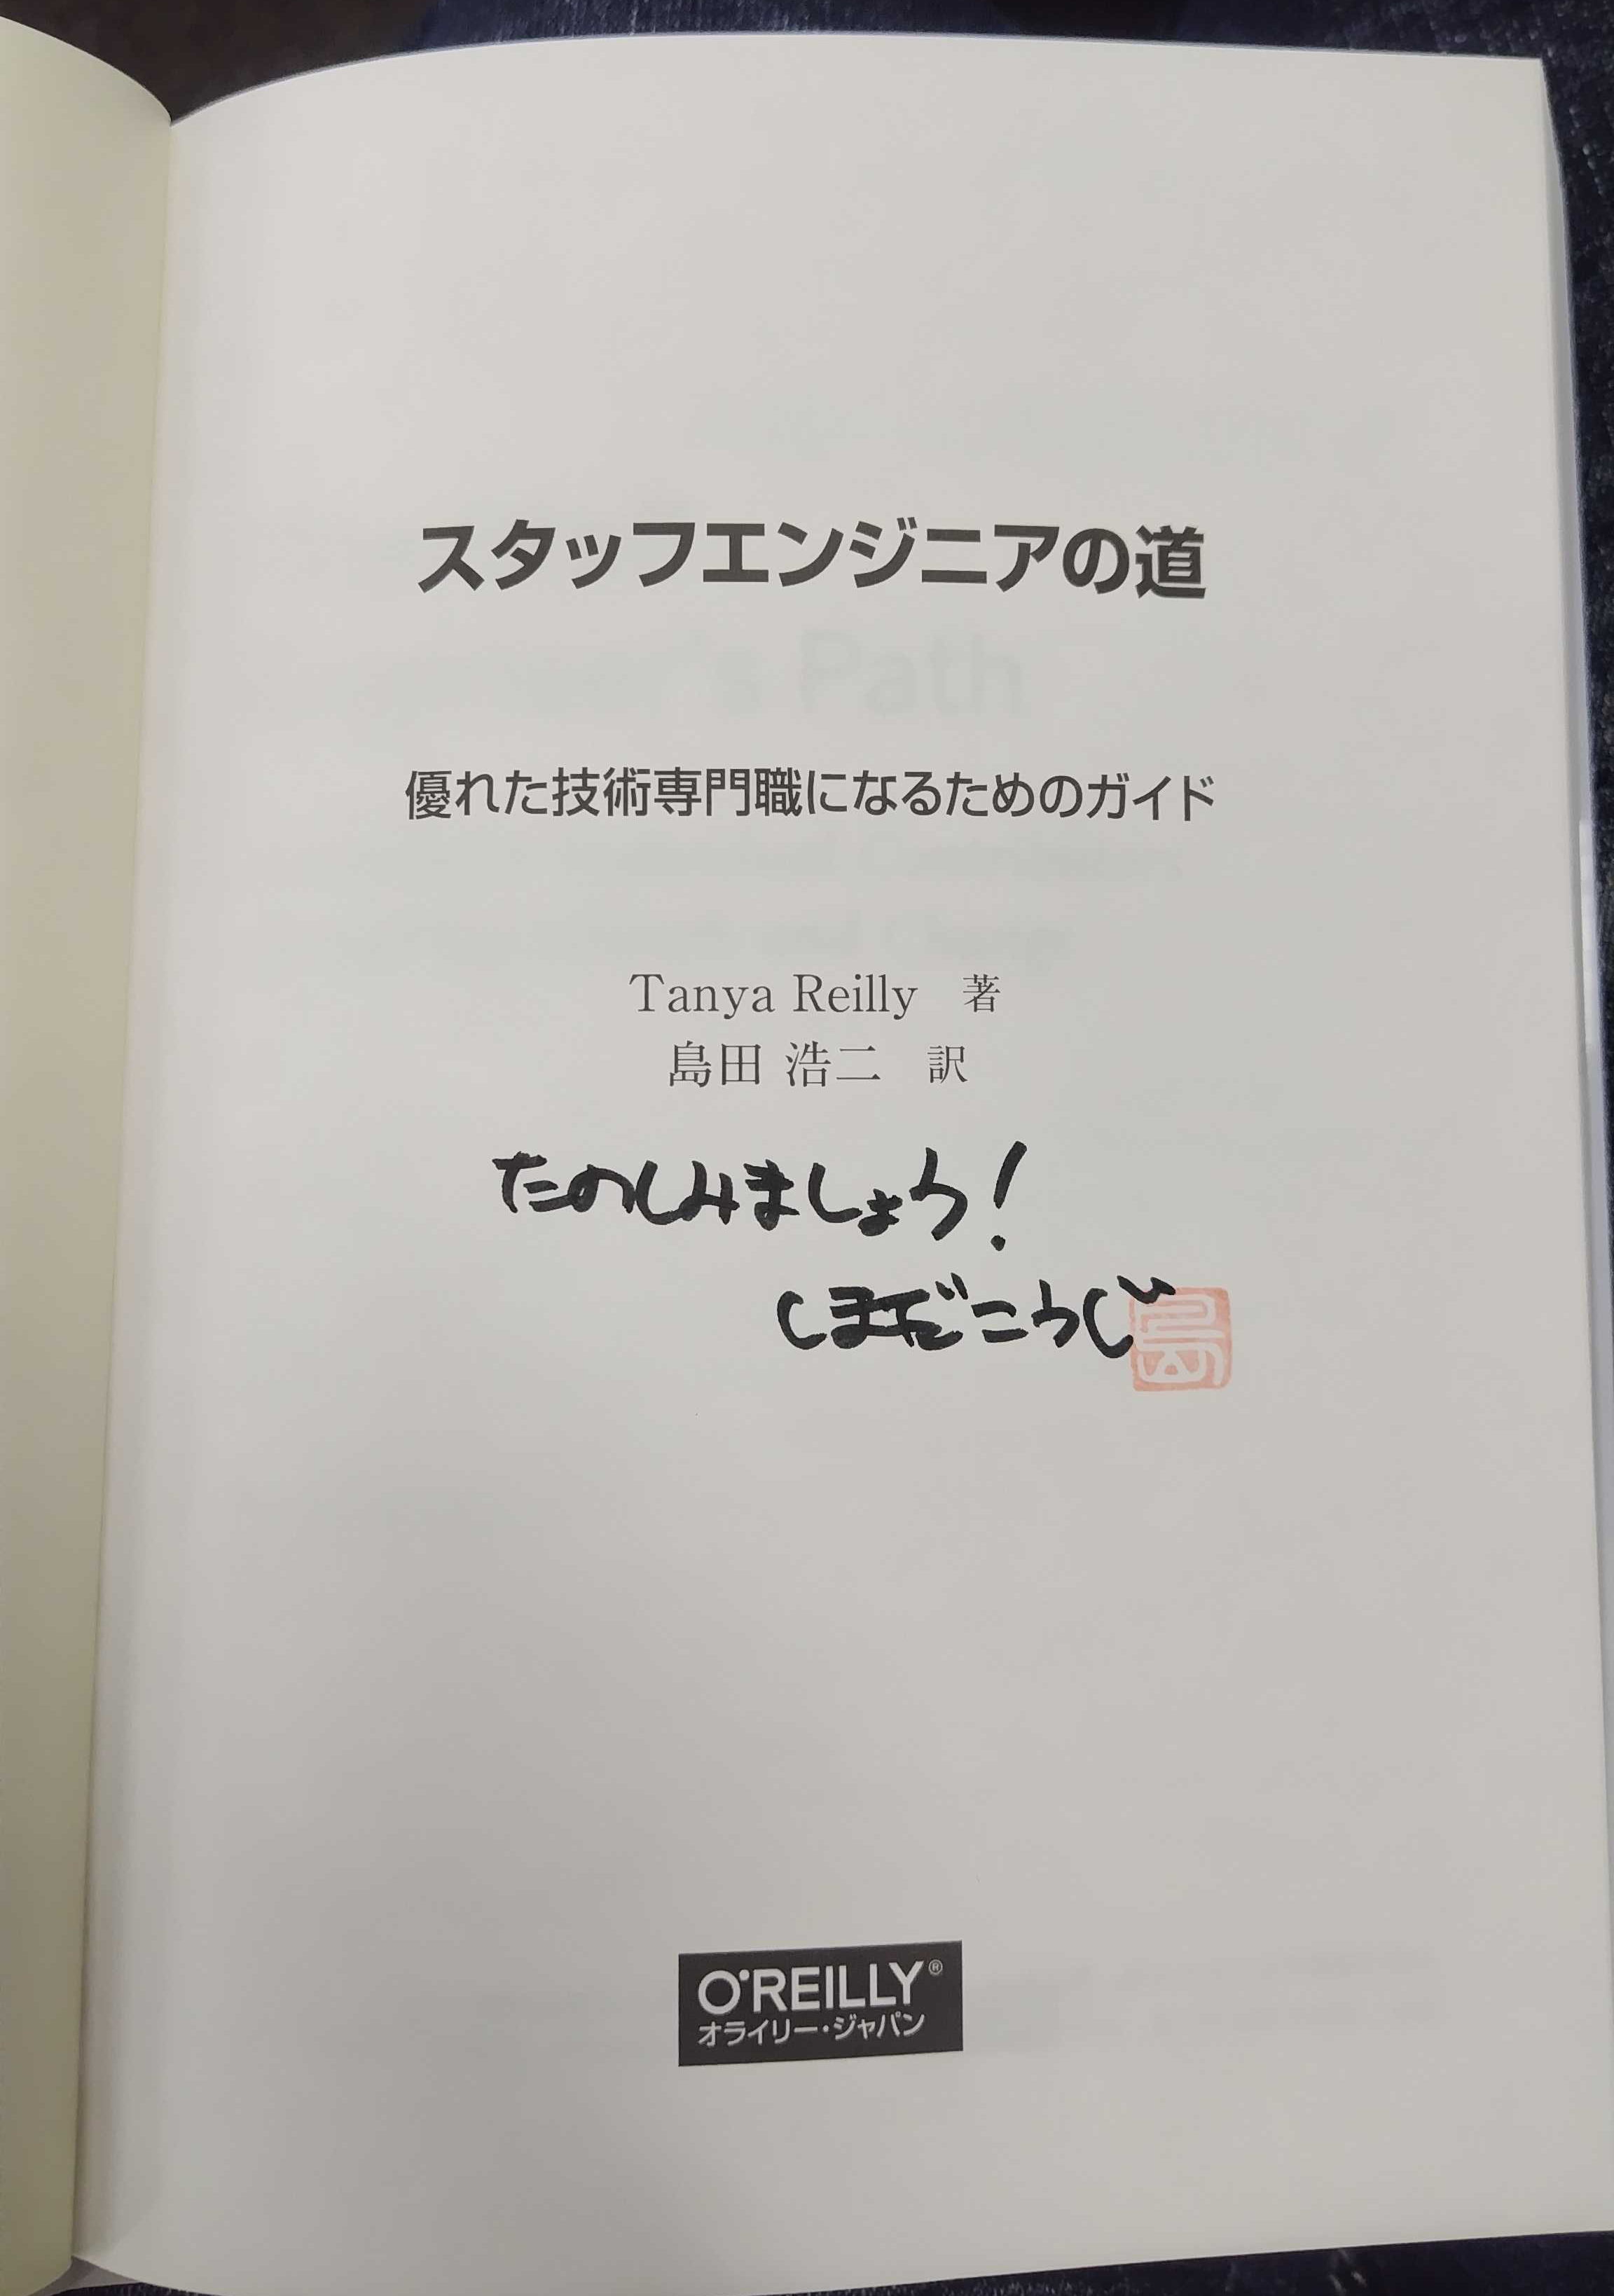 スタッフエンジニアの道
優れた技術専門職になるためのガイド
Tanya Reilly 著
島田 浩二 訳
たのしみましょう!
しまだこうじ
島
O'REILLY®
オライリー・ジャパン